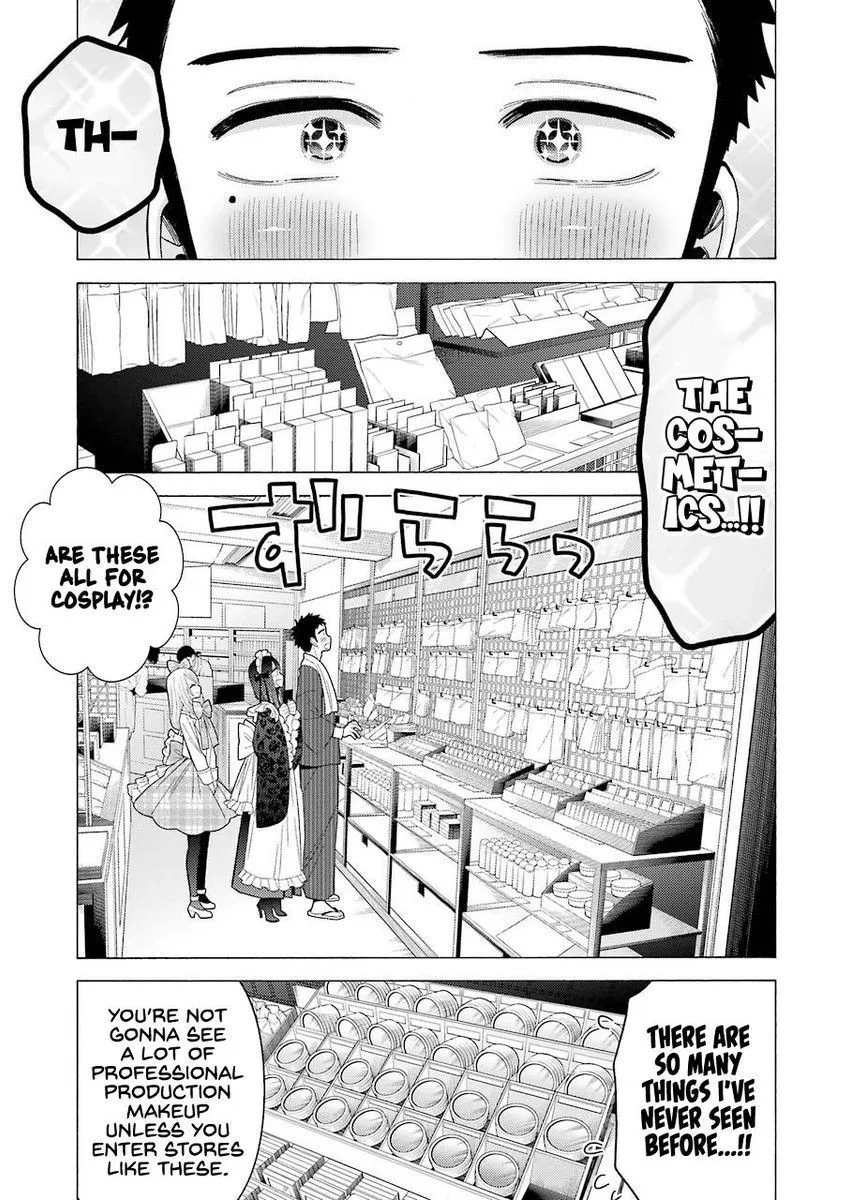 TH-
THE
COS-
MET-
ICS...!!
ずららっ
ARE THESE
ALL FOR
COSPLAY!?
THERE ARE
SO MANY
THINGS I'VE
NEVER SEEN
BEFORE...!!
YOU'RE NOT
GONNA SEE
A LOT OF
PROFESSIONAL
PRODUCTION
MAKEUP
UNLESS YOU
ENTER STORES
LIKE THESE.